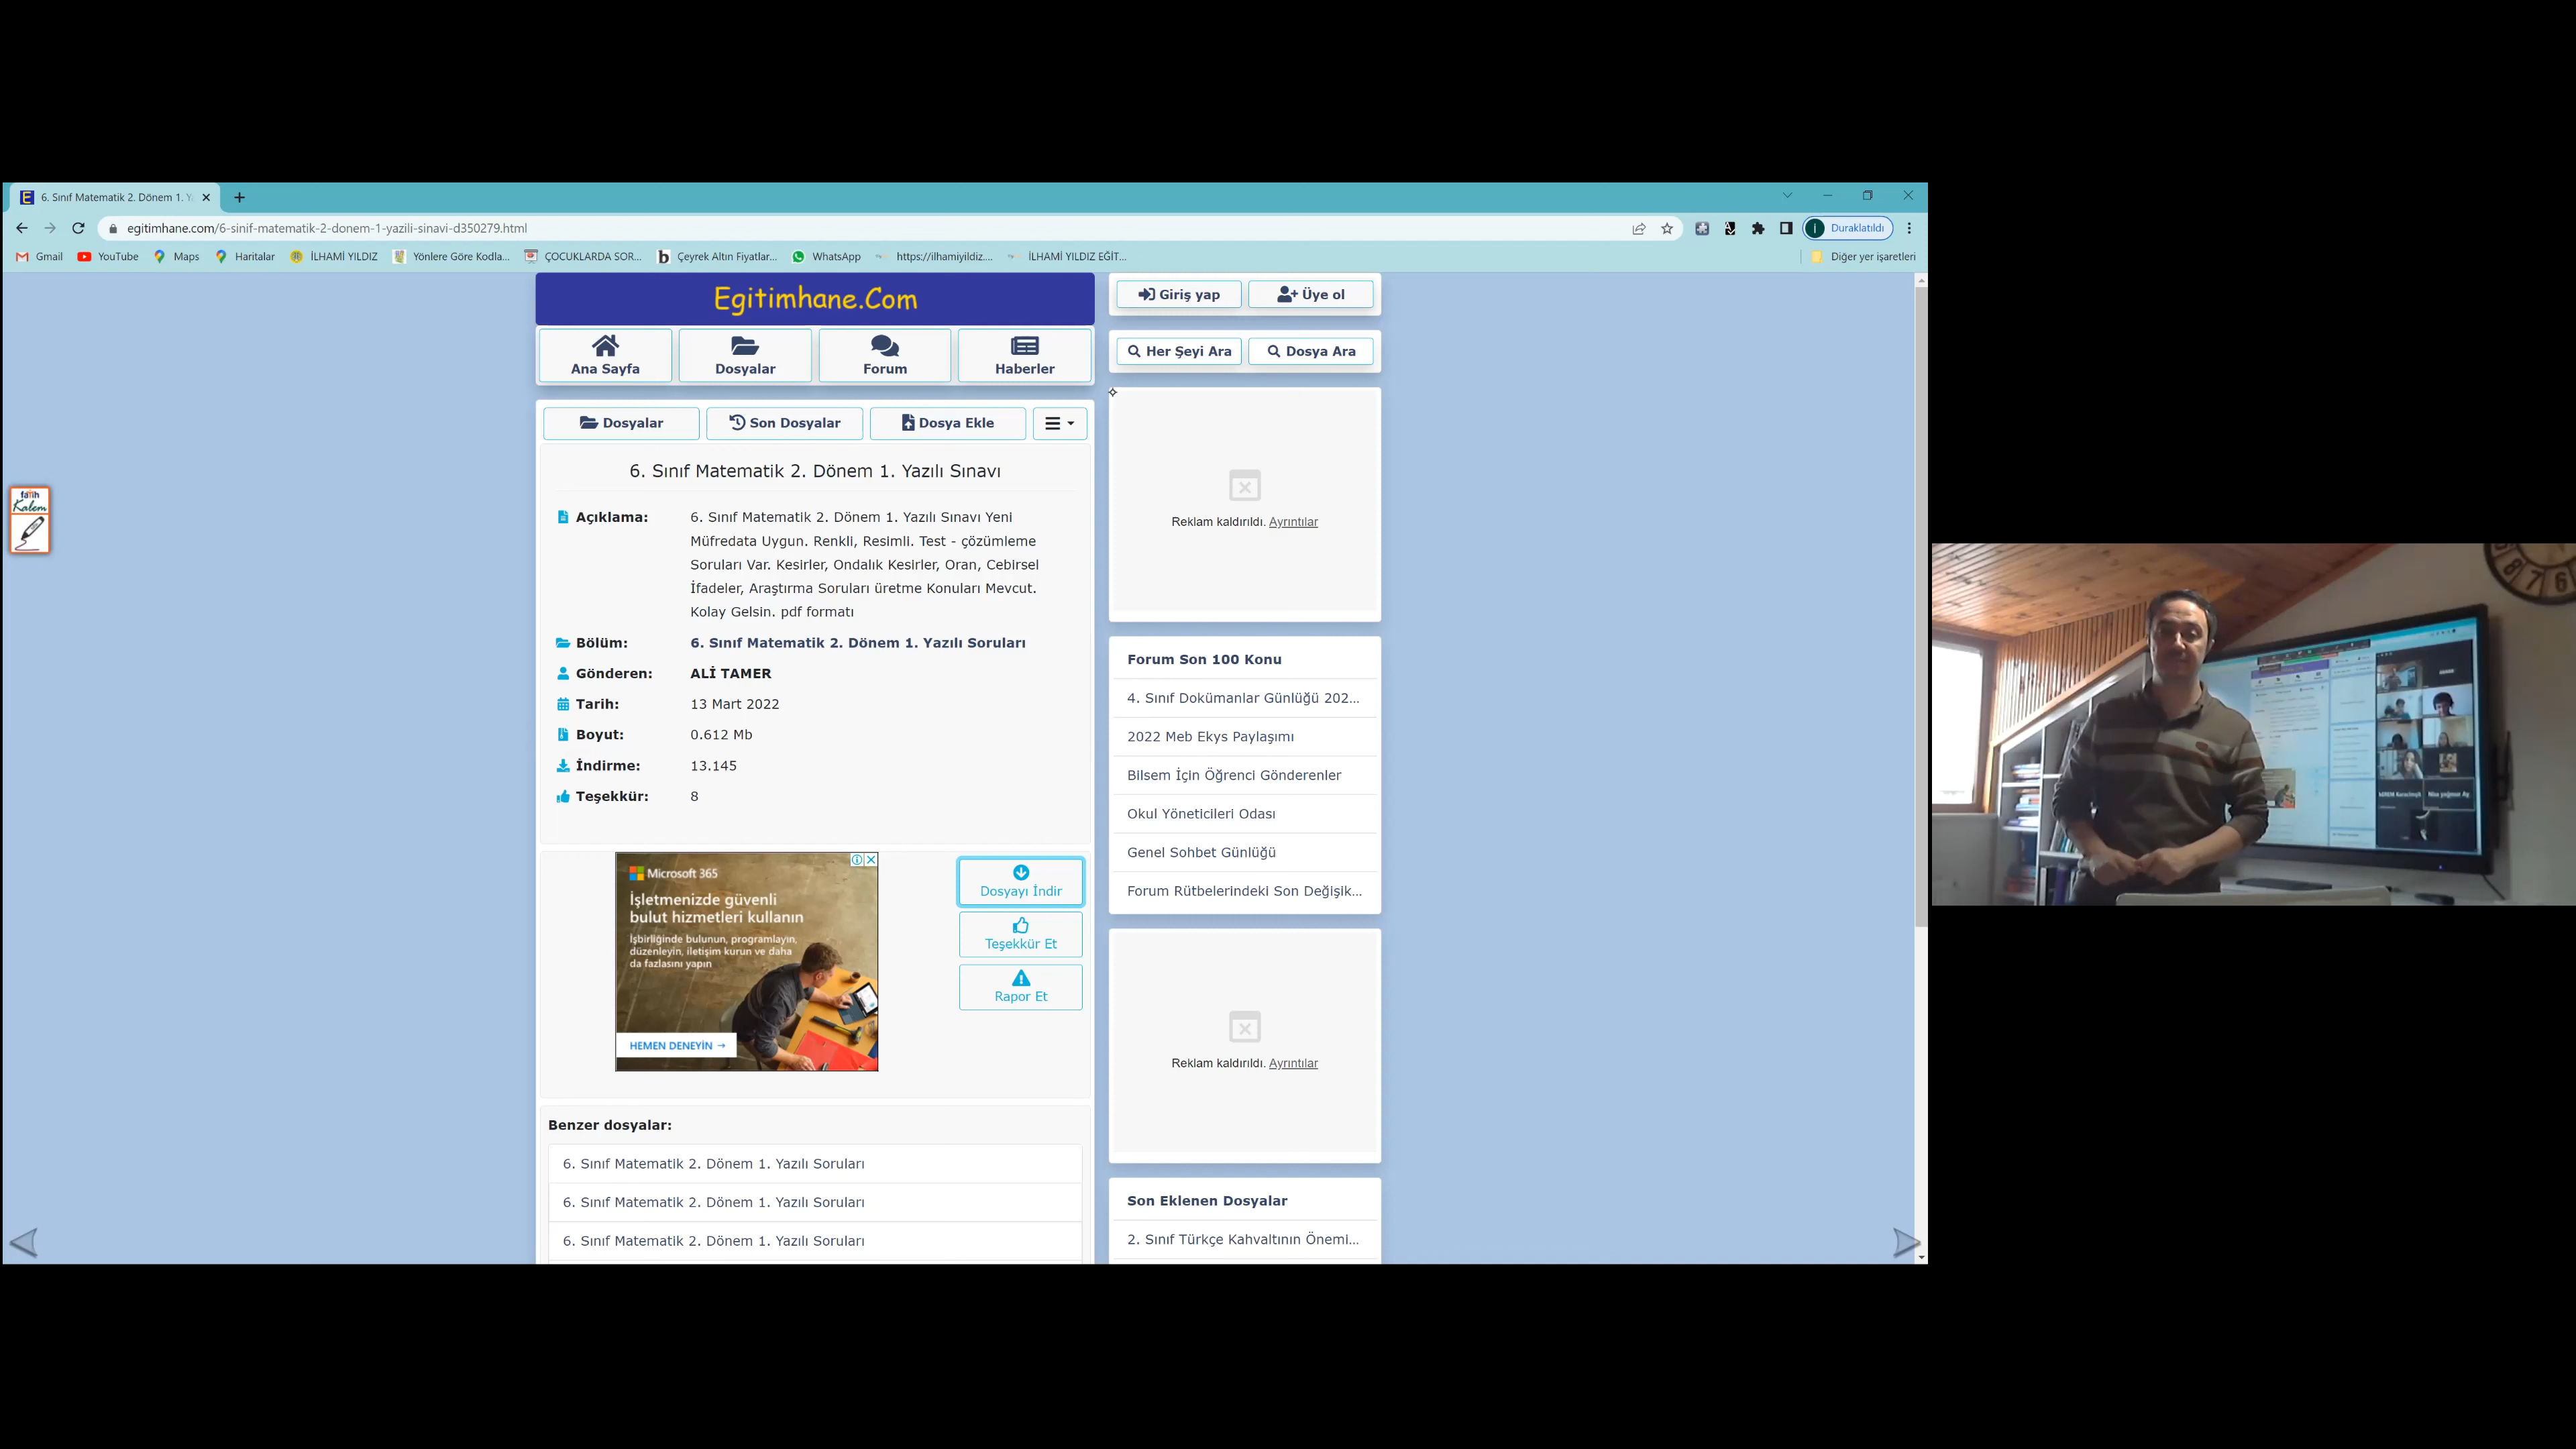 6. Sınıf Matematik 2. Dönem 1. Y
egitimhane.com/6-sinif-matematik-2-donem-1-yazili-sinavi-d350279.html
Duraklatıldı
Gmail YouTube Maps Haritalar İLHAMİ YILDIZ Yönlere Göre Kodla... ÇOCUKLARDA SOR... Çeyrek Altın Fiyatlar... WhatsApp https://ilhamiyildiz.... İLHAMİ YILDIZ EĞİT... Diğer yer işaretleri
Egitimhane.Com
Giriş yap Üye ol
Ana Sayfa Dosyalar Forum Haberler
Her Şeyi Ara Dosya Ara
Dosyalar Son Dosyalar Dosya Ekle
6. Sınıf Matematik 2. Dönem 1. Yazılı Sınavı
fatih
Kalem
Açıklama: 6. Sınıf Matematik 2. Dönem 1. Yazılı Sınavı Yeni
Müfredata Uygun. Renkli, Resimli. Test - çözümleme
Soruları Var. Kesirler, Ondalık Kesirler, Oran, Cebirsel
İfadeler, Araştırma Soruları üretme Konuları Mevcut.
Kolay Gelsin. pdf formatı
Bölüm: 6. Sınıf Matematik 2. Dönem 1. Yazılı Soruları
Gönderen: ALİ TAMER
Tarih: 13 Mart 2022
Boyut: 0.612 Mb
İndirme: 13.145
Teşekkür: 8
Microsoft 365
İşletmenizde güvenli
bulut hizmetleri kullanın
İşbirliğinde bulunun, programlayın,
düzenleyin, iletişim kurun ve daha
da fazlasını yapın
HEMEN DENEYİN →
Dosyayı İndir
Teşekkür Et
Rapor Et
Benzer dosyalar:
6. Sınıf Matematik 2. Dönem 1. Yazılı Soruları
6. Sınıf Matematik 2. Dönem 1. Yazılı Soruları
6. Sınıf Matematik 2. Dönem 1. Yazılı Soruları
Reklam kaldırıldı. Ayrıntılar
Forum Son 100 Konu
4. Sınıf Dokümanlar Günlüğü 202...
2022 Meb Ekys Paylaşımı
Bilsem İçin Öğrenci Gönderenler
Okul Yöneticileri Odası
Genel Sohbet Günlüğü
Forum Rütbelerindeki Son Değişik...
Reklam kaldırıldı. Ayrıntılar
Son Eklenen Dosyalar
2. Sınıf Türkçe Kahvaltının Önemi...
8 7 6